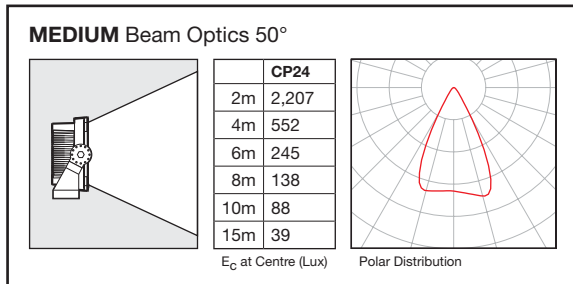 MEDIUM Beam Optics 50°
CP24
2m 2,207
4m 552
6m 245
8m 138
10m 88
15m 39
EC at Centre (Lux)
Polar Distribution